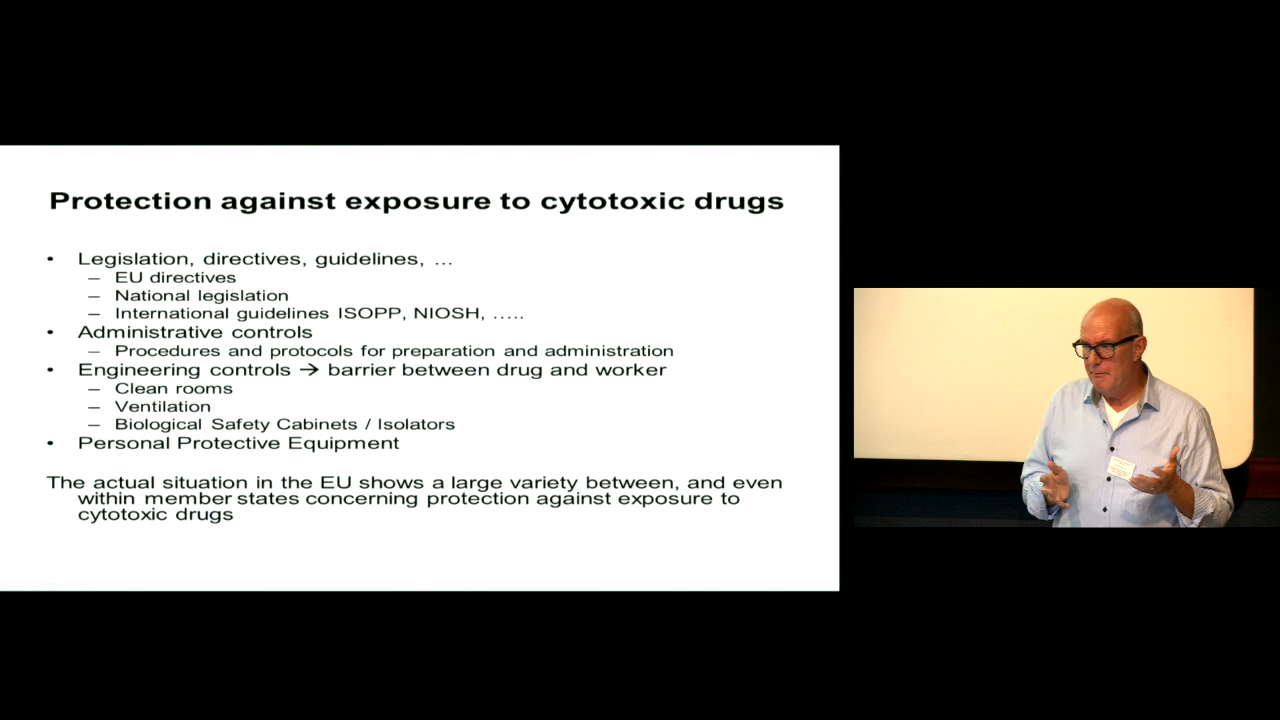 Protection against exposure to cytotoxic drugs
• Legislation, directives, guidelines, …
– EU directives
– National legislation
– International guidelines ISOPP, NIOSH, …..
• Administrative controls
– Procedures and protocols for preparation and administration
• Engineering controls → barrier between drug and worker
– Clean rooms
– Ventilation
– Biological Safety Cabinets / Isolators
• Personal Protective Equipment
The actual situation in the EU shows a large variety between, and even
within member states concerning protection against exposure to
cytotoxic drugs